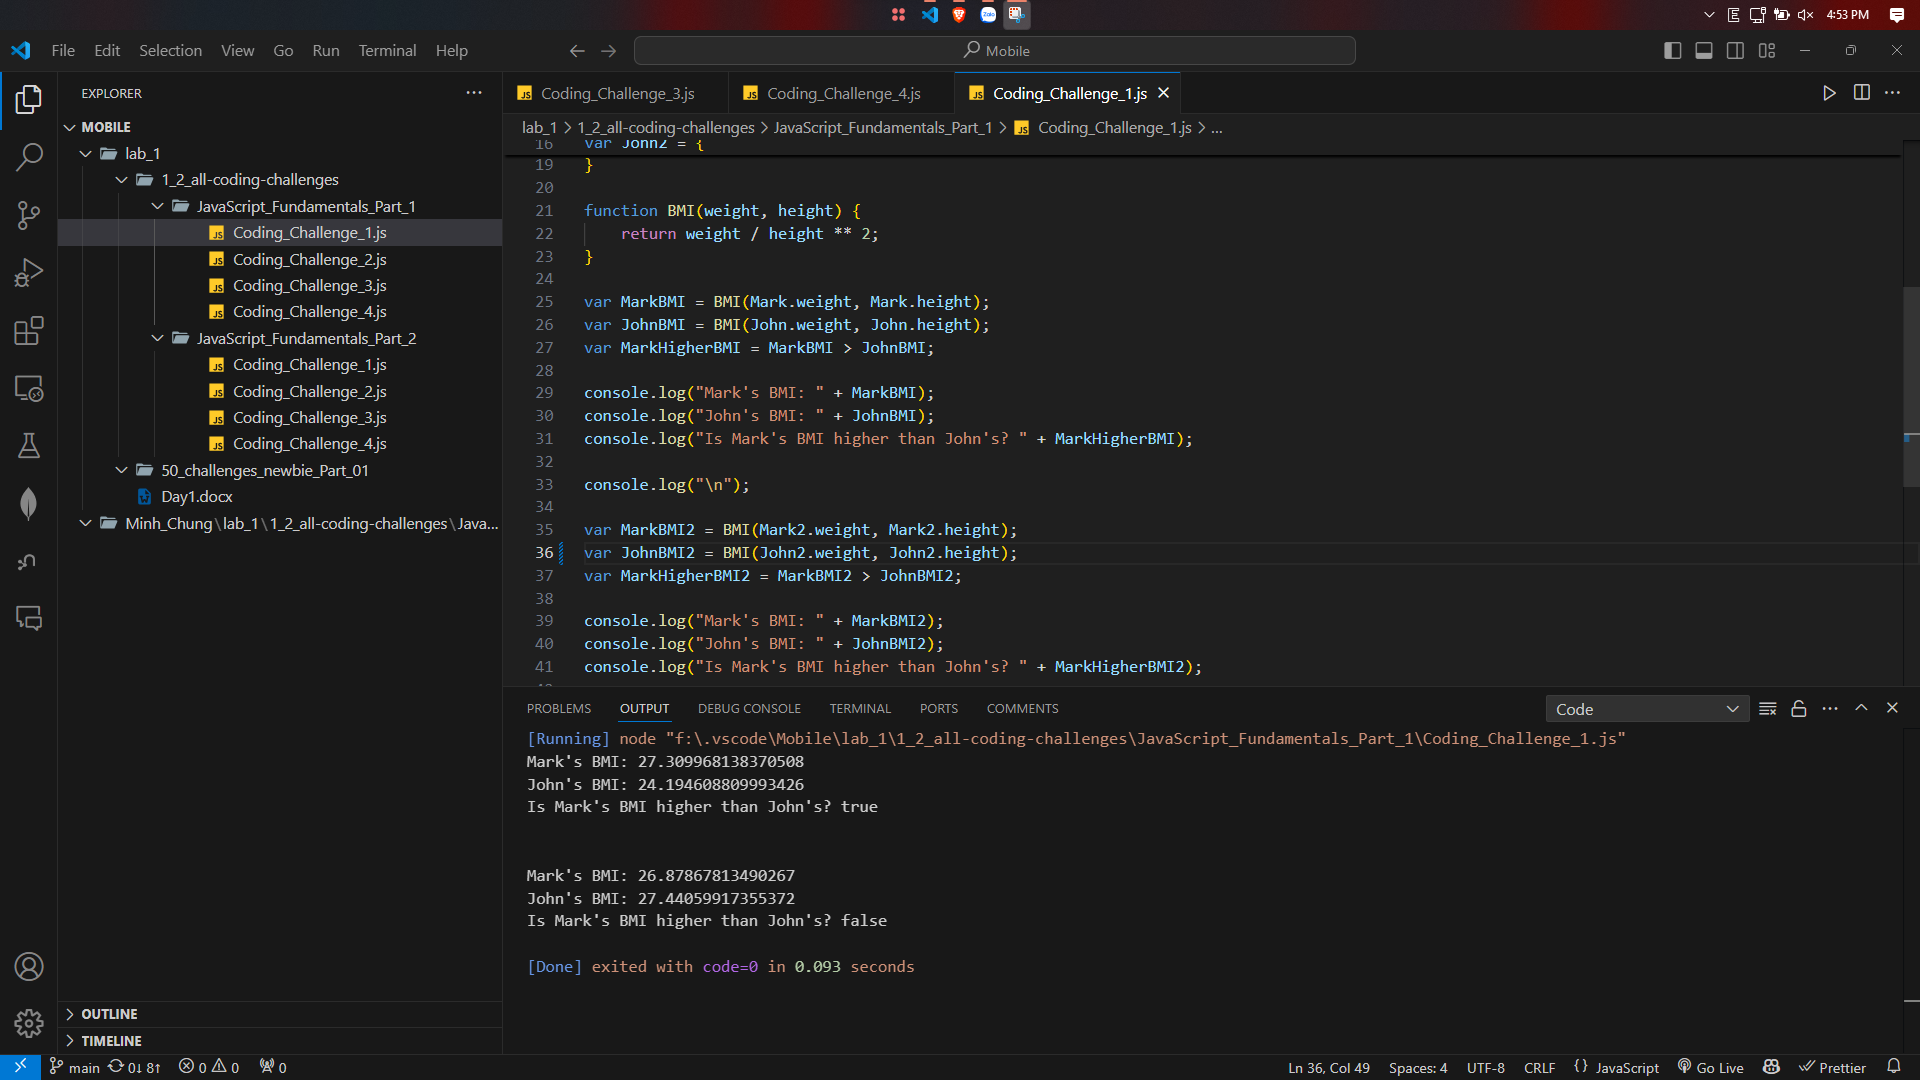 4:53 PM
File Edit Selection View Go Run Terminal Help
Mobile
EXPLORER
MOBILE
lab_1
1_2_all-coding-challenges
JavaScript_Fundamentals_Part_1
Coding_Challenge_1.js
Coding_Challenge_2.js
Coding_Challenge_3.js
Coding_Challenge_4.js
JavaScript_Fundamentals_Part_2
Coding_Challenge_1.js
Coding_Challenge_2.js
Coding_Challenge_3.js
Coding_Challenge_4.js
50_challenges_newbie_Part_01
Day1.docx
Minh_Chung\lab_1\1_2_all-coding-challenges\Java...
OUTLINE
TIMELINE
Coding_Challenge_3.js Coding_Challenge_4.js Coding_Challenge_1.js
lab_1 > 1_2_all-coding-challenges > JavaScript_Fundamentals_Part_1 > Coding_Challenge_1.js > ...
16 var John2 = {
19 }
20
21 function BMI(weight, height) {
22 return weight / height ** 2;
23 }
24
25 var MarkBMI = BMI(Mark.weight, Mark.height);
26 var JohnBMI = BMI(John.weight, John.height);
27 var MarkHigherBMI = MarkBMI > JohnBMI;
28
29 console.log("Mark's BMI: " + MarkBMI);
30 console.log("John's BMI: " + JohnBMI);
31 console.log("Is Mark's BMI higher than John's? " + MarkHigherBMI);
32
33 console.log("\n");
34
35 var MarkBMI2 = BMI(Mark2.weight, Mark2.height);
36 var JohnBMI2 = BMI(John2.weight, John2.height);
37 var MarkHigherBMI2 = MarkBMI2 > JohnBMI2;
38
39 console.log("Mark's BMI: " + MarkBMI2);
40 console.log("John's BMI: " + JohnBMI2);
41 console.log("Is Mark's BMI higher than John's? " + MarkHigherBMI2);
PROBLEMS OUTPUT DEBUG CONSOLE TERMINAL PORTS COMMENTS Code
[Running] node "f:\.vscode\Mobile\lab_1\1_2_all-coding-challenges\JavaScript_Fundamentals_Part_1\Coding_Challenge_1.js"
Mark's BMI: 27.309968138370508
John's BMI: 24.194608809993426
Is Mark's BMI higher than John's? true
Mark's BMI: 26.87867813490267
John's BMI: 27.44059917355372
Is Mark's BMI higher than John's? false
[Done] exited with code=0 in 0.093 seconds
main 0↓ 8↑ 0 0 0 Ln 36, Col 49 Spaces: 4 UTF-8 CRLF {} JavaScript Go Live Prettier